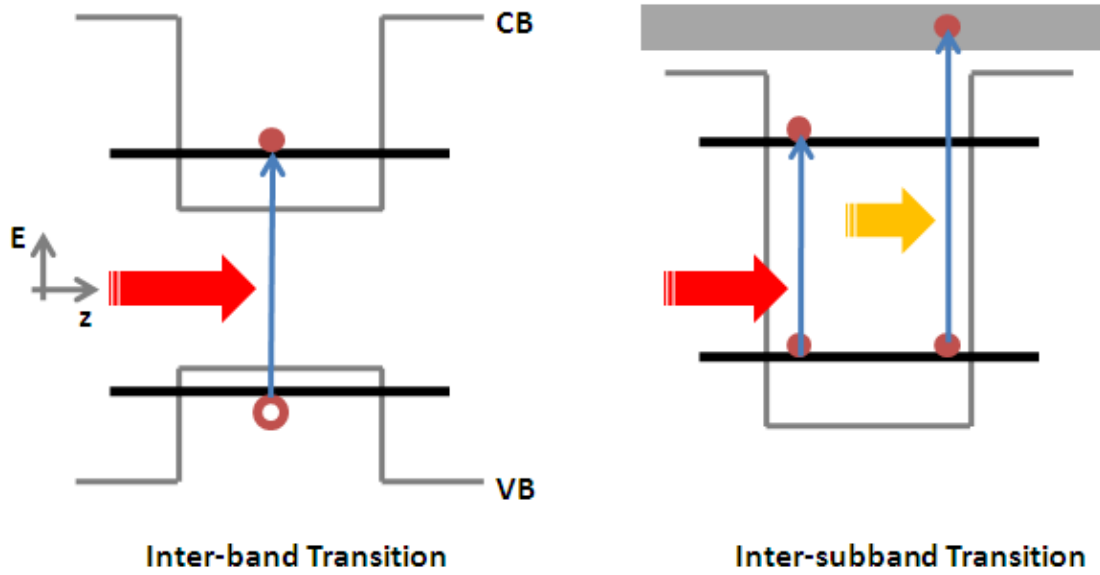 CB
E
z
VB
Inter-band Transition
Inter-subband Transition